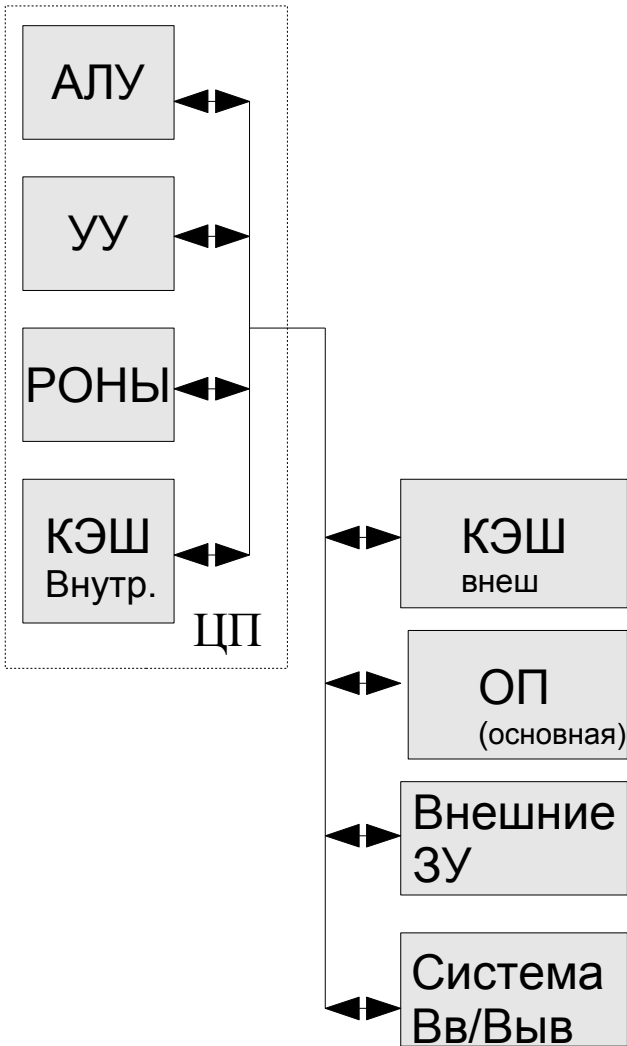 АЛУ
УУ
РОНЫ
КЭШ
Внутр.
ЦП
КЭШ
внеш
ОП
(основная)
Внешние
ЗУ
Система
Вв/Выв